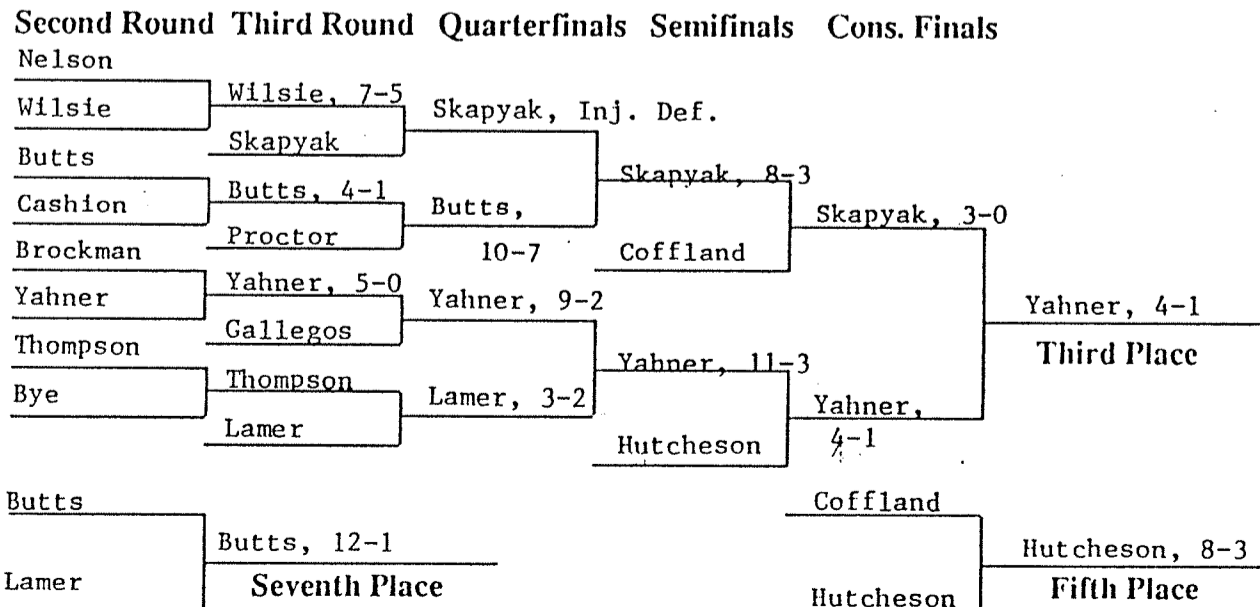 Second Round Third Round Quarterfinals Semifinals Cons. Finals
Nelson
Wilsie
Wilsie, 7-5
Skapyak
Skapyak, Inj. Def.
Butts
Cashion
Butts, 4-1
Proctor
Butts,
10-7
Skapyak, 8-3
Coffland
Skapyak, 3-0
Brockman
Yahner
Yahner, 5-0
Gallegos
Yahner, 9-2
Thompson
Bye
Thompson
Lamer
Lamer, 3-2
Yahner, 11-3
Hutcheson
Yahner,
4-1
Yahner, 4-1
Third Place
Butts
Lamer
Butts, 12-1
Seventh Place
Coffland
Hutcheson
Hutcheson, 8-3
Fifth Place